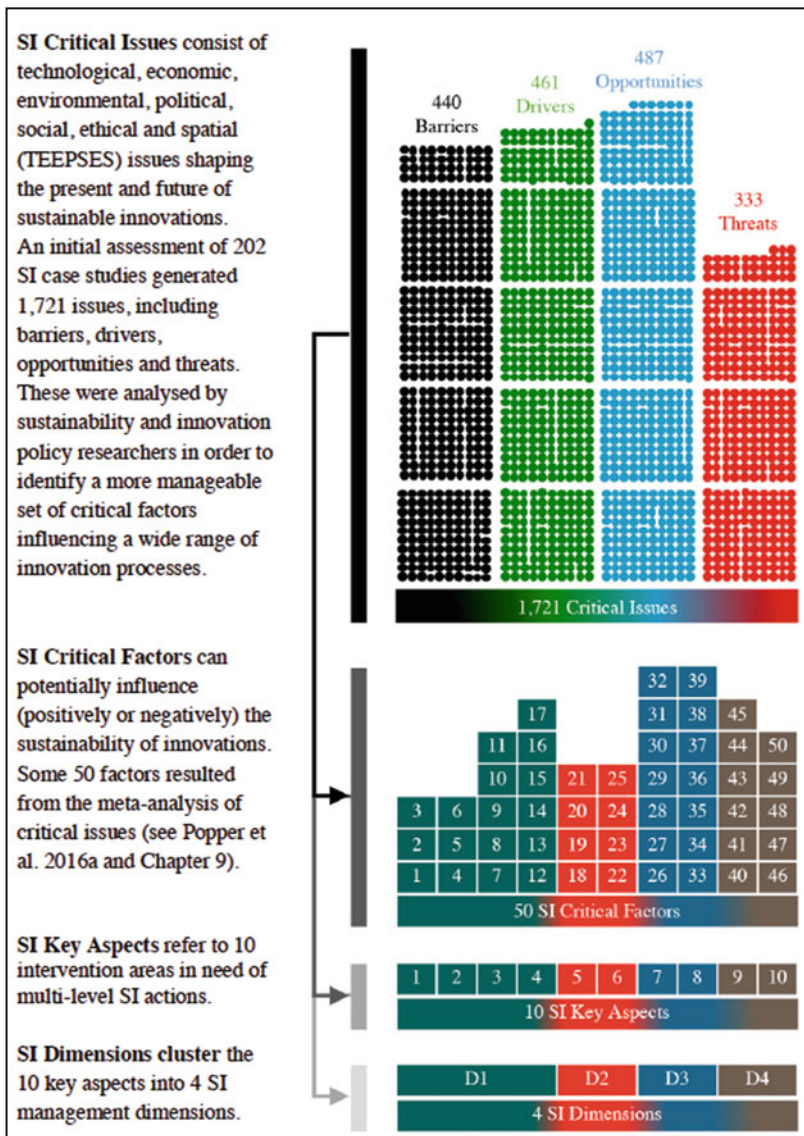 SI Critical Issues consist of
technological, economic,
environmental, political,
social, ethical and spatial
(TEEPSES) issues shaping
the present and future of
sustainable innovations.
An initial assessment of 202
SI case studies generated
1,721 issues, including
barriers, drivers,
opportunities and threats.
These were analysed by
sustainability and innovation
policy researchers in order to
identify a more manageable
set of critical factors
influencing a wide range of
innovation processes.
440
Barriers
461
Drivers
487
Opportunities
333
Threats
1,721 Critical Issues
SI Critical Factors can
potentially influence
(positively or negatively) the
sustainability of innovations.
Some 50 factors resulted
from the meta-analysis of
critical issues (see Popper et
al. 2016a and Chapter 9).
32 39
17 31 38 45
11 16 30 37 44 50
10 15 21 25 29 36 43 49
3 6 9 14 20 24 28 35 42 48
2 5 8 13 19 23 27 34 41 47
1 4 7 12 18 22 26 33 40 46
50 SI Critical Factors
SI Key Aspects refer to 10
intervention areas in need of
multi-level SI actions.
1 2 3 4 5 6 7 8 9 10
10 SI Key Aspects
SI Dimensions cluster the
10 key aspects into 4 SI
management dimensions.
D1 D2 D3 D4
4 SI Dimensions